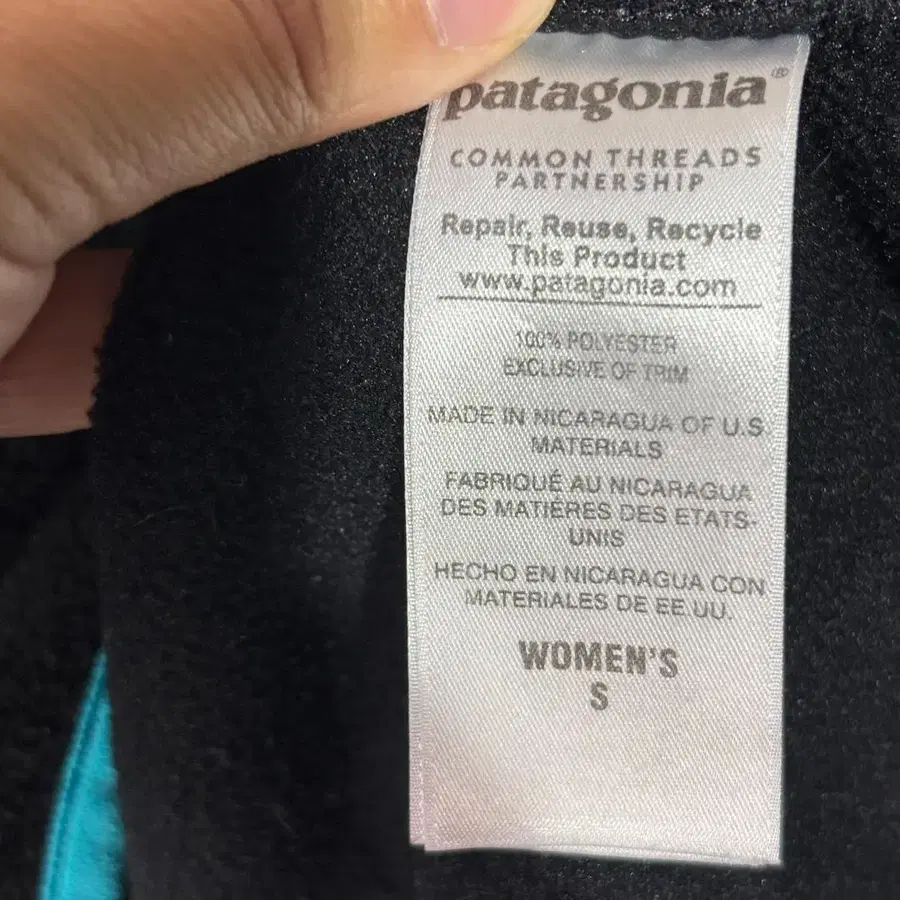 patagonia®
COMMON THREADS
PARTNERSHIP
Repair, Reuse, Recycle
This Product
www.patagonia.com
100% POLYESTER
EXCLUSIVE OF TRIM
MADE IN NICARAGUA OF U.S.
MATERIALS
FABRIQUÉ AU NICARAGUA
DES MATIÈRES DES ETATS-
UNIS
HECHO EN NICARAGUA CON
MATERIALES DE EE.UU.
WOMEN'S
S